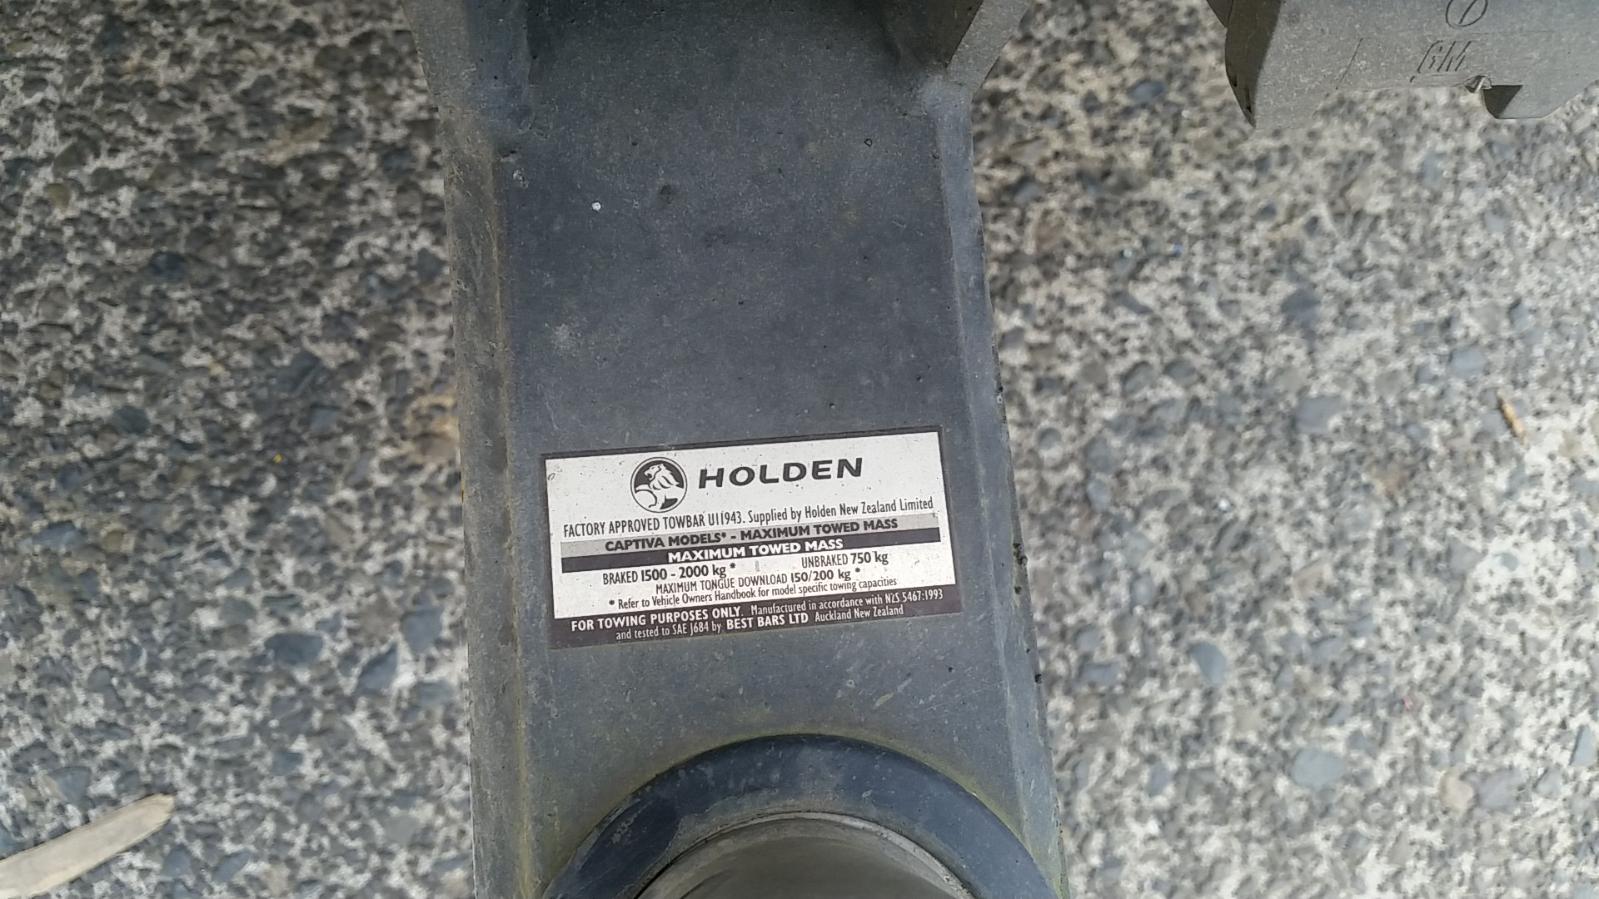 HOLDEN
FACTORY APPROVED TOWBAR U11943. Supplied by Holden New Zealand Limited
CAPTIVA MODELS* - MAXIMUM TOWED MASS
MAXIMUM TOWED MASS
BRAKED 1500 - 2000 kg * UNBRAKED 750 kg
MAXIMUM TONGUE DOWNLOAD 150/200 kg *
* Refer to Vehicle Owners Handbook for model specific towing capacities
FOR TOWING PURPOSES ONLY. Manufactured in accordance with NZS 5467:1993
and tested to SAE J684 by BEST BARS LTD Auckland New Zealand